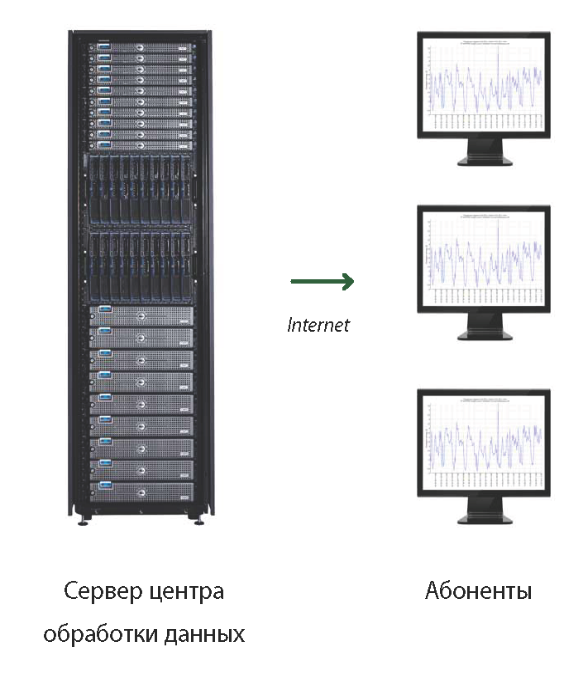 Internet
Сервер центра
обработки данных
Абоненты